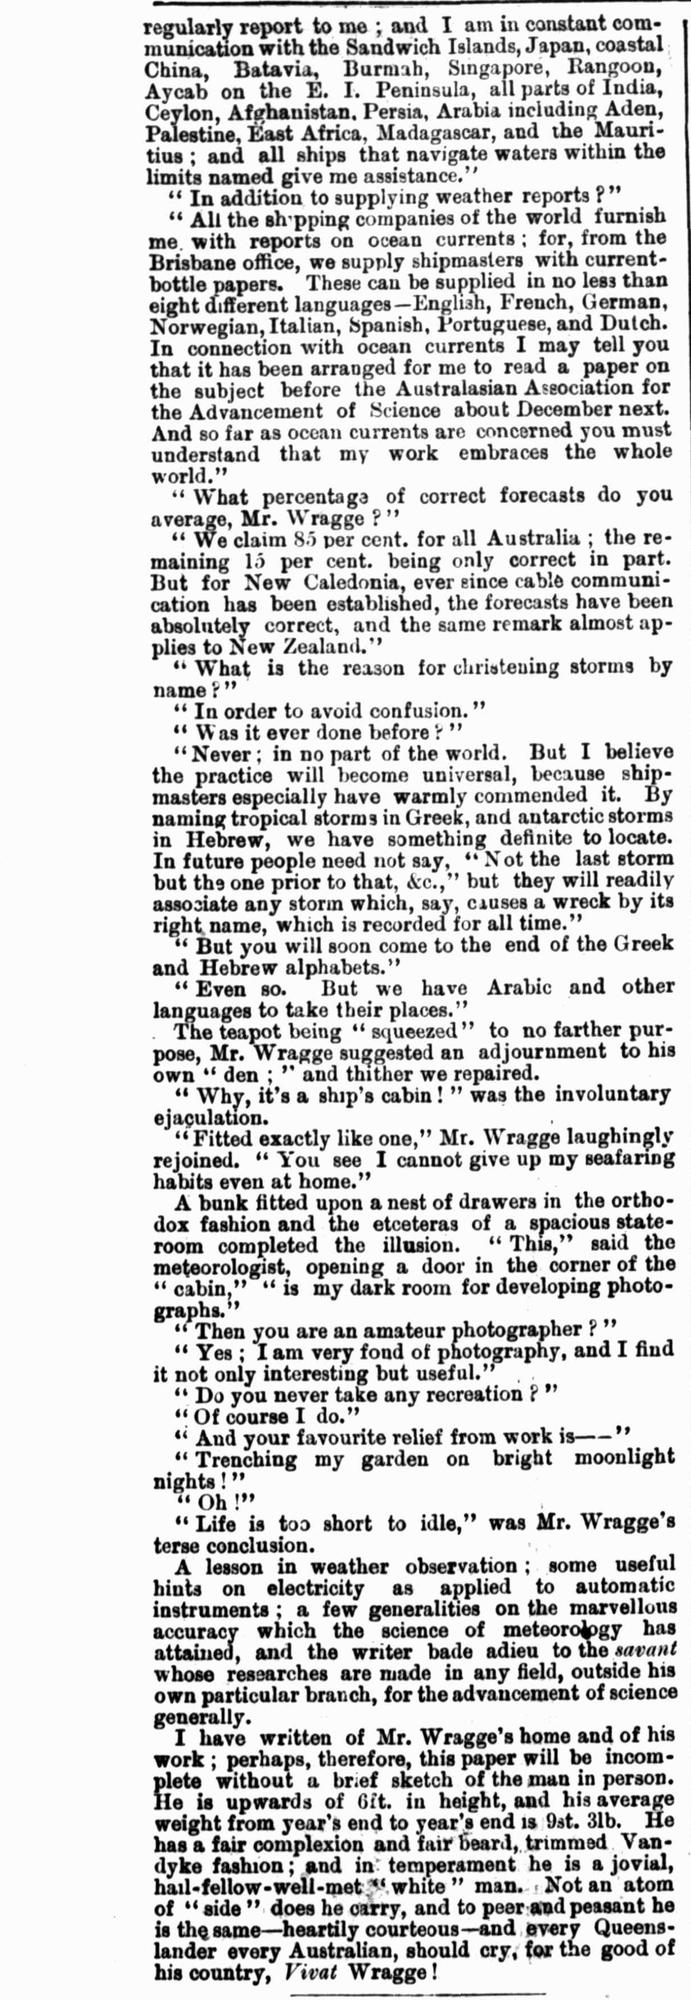 regularly report to me ; and I am in constant com-
munication with the Sandwich Islands, Japan, coastal
China, Batavia, Burmah, Singapore, Rangoon,
Aycab on the E. I. Peninsula, all parts of India,
Ceylon, Afghanistan, Persia, Arabia including Aden,
Palestine, East Africa, Madagascar, and the Mauri-
tius ; and all ships that navigate waters within the
limits named give me assistance."
" In addition to supplying weather reports ? "
" All the sh'pping companies of the world furnish
me with reports on ocean currents ; for, from the
Brisbane office, we supply shipmasters with current-
bottle papers. These can be supplied in no less than
eight different languages—English, French, German,
Norwegian, Italian, Spanish, Portuguese, and Dutch.
In connection with ocean currents I may tell you
that it has been arranged for me to read a paper on
the subject before the Australasian Association for
the Advancement of Science about December next.
And so far as ocean currents are concerned you must
understand that my work embraces the whole
world."
" What percentage of correct forecasts do you
average, Mr. Wragge ? "
" We claim 85 per cent. for all Australia ; the re-
maining 15 per cent. being only correct in part.
But for New Caledonia, ever since cable communi-
cation has been established, the forecasts have been
absolutely correct, and the same remark almost ap-
plies to New Zealand."
" What is the reason for christening storms by
name ? "
" In order to avoid confusion. "
" Was it ever done before ? "
" Never ; in no part of the world. But I believe
the practice will become universal, because ship-
masters especially have warmly commended it. By
naming tropical storms in Greek, and antarctic storms
in Hebrew, we have something definite to locate.
In future people need not say, " Not the last storm
but the one prior to that, &c.," but they will readily
associate any storm which, say, causes a wreck by its
right name, which is recorded for all time."
" But you will soon come to the end of the Greek
and Hebrew alphabets."
" Even so. But we have Arabic and other
languages to take their places."
The teapot being " squeezed " to no farther pur-
pose, Mr. Wragge suggested an adjournment to his
own " den ; " and thither we repaired.
" Why, it's a ship's cabin ! " was the involuntary
ejaculation.
" Fitted exactly like one," Mr. Wragge laughingly
rejoined. " You see I cannot give up my seafaring
habits even at home."
A bunk fitted upon a nest of drawers in the ortho-
dox fashion and the etceteras of a spacious state-
room completed the illusion. " This," said the
meteorologist, opening a door in the corner of the
" cabin," " is my dark room for developing photo-
graphs."
" Then you are an amateur photographer ? "
" Yes ; I am very fond of photography, and I find
it not only interesting but useful."
" Do you never take any recreation ? "
" Of course I do."
" And your favourite relief from work is—— "
" Trenching my garden on bright moonlight
nights ! "
" Oh !"
" Life is too short to idle," was Mr. Wragge's
terse conclusion.
A lesson in weather observation ; some useful
hints on electricity as applied to automatic
instruments ; a few generalities on the marvellous
accuracy which the science of meteorology has
attained, and the writer bade adieu to the savant
whose researches are made in any field, outside his
own particular branch, for the advancement of science
generally.
I have written of Mr. Wragge's home and of his
work ; perhaps, therefore, this paper will be incom-
plete without a brief sketch of the man in person.
He is upwards of 6ft. in height, and his average
weight from year's end to year's end is 9st. 3lb. He
has a fair complexion and fair beard, trimmed Van-
dyke fashion ; and in temperament he is a jovial,
hail-fellow-well-met " white " man. Not an atom
of " side " does he carry, and to peer and peasant he
is the same—heartily courteous—and every Queens-
lander every Australian, should cry, for the good of
his country, Vivat Wragge !